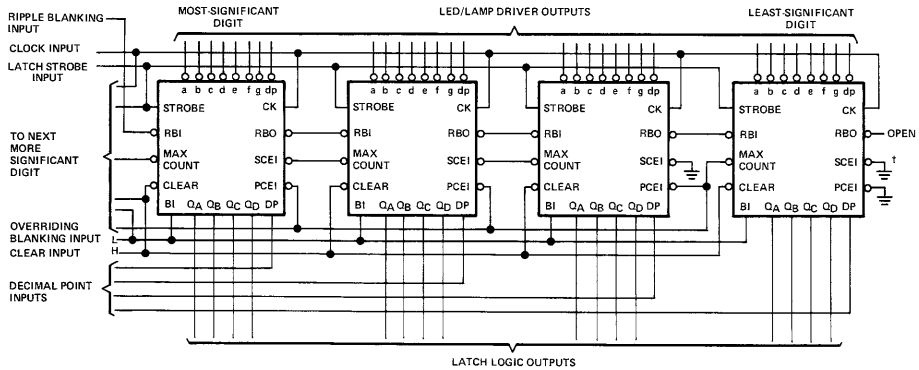 RIPPLE BLANKING
INPUT
MOST-SIGNIFICANT
DIGIT
LED/LAMP DRIVER OUTPUTS
LEAST-SIGNIFICANT
DIGIT
CLOCK INPUT
LATCH STROBE
INPUT
a b c d e f g dp
a b c d e f g dp
a b c d e f g dp
a b c d e f g dp
STROBE CK
STROBE CK
STROBE CK
STROBE CK
RBI RBO
RBI RBO
RBI RBO
RBI RBO
OPEN
TO NEXT
MORE
SIGNIFICANT
DIGIT
MAX
COUNT
SCEI
MAX
COUNT
SCEI
MAX
COUNT
SCEI
MAX
COUNT
SCEI
†
CLEAR PCEI
CLEAR PCEI
CLEAR PCEI
CLEAR PCEI
BI QA QB QC QD DP
BI QA QB QC QD DP
BI QA QB QC QD DP
BI QA QB QC QD DP
OVERRIDING
BLANKING INPUT L
CLEAR INPUT H
DECIMAL POINT
INPUTS
LATCH LOGIC OUTPUTS